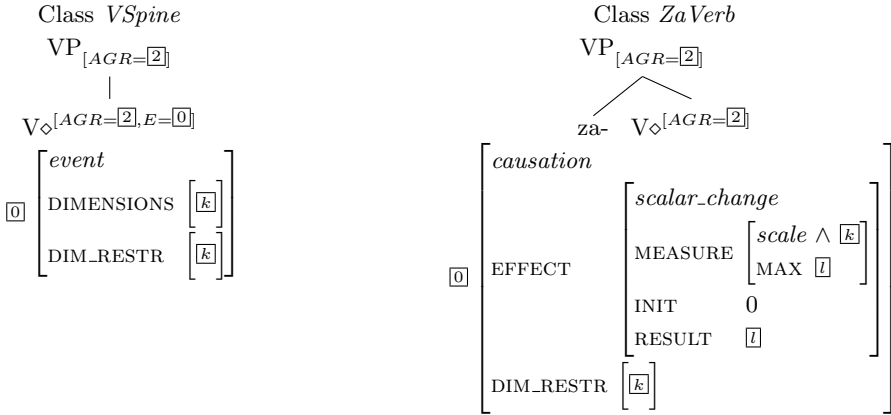 Class VSpine
VP[AGR=2]
V⋄[AGR=2,E=0]
0
event
DIMENSIONS [k]
DIM_RESTR [k]
Class ZaVerb
VP[AGR=2]
za- V⋄[AGR=2]
0
causation
scalar_change
scale ∧ k
MEASURE
MAX l
EFFECT
INIT 0
RESULT l
DIM_RESTR [k]